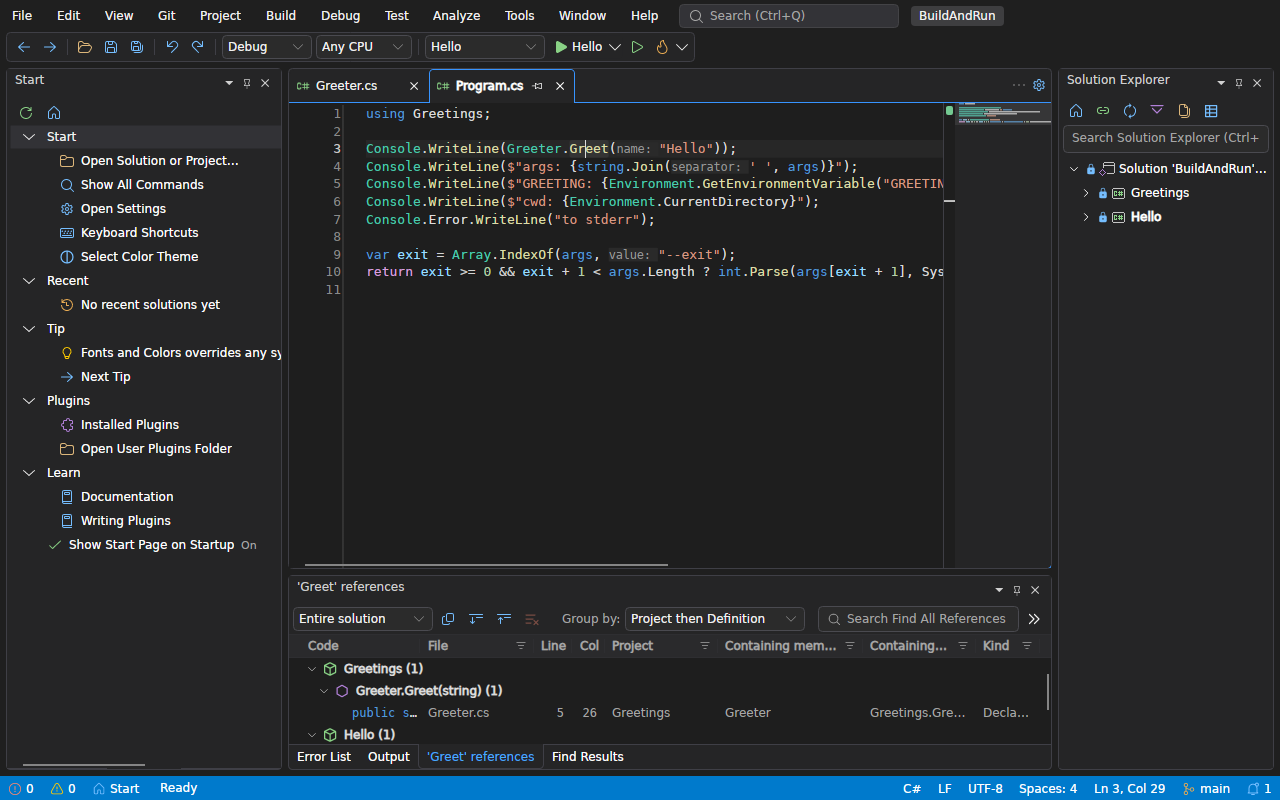 File Edit View Git Project Build Debug Test Analyze Tools Window Help Search (Ctrl+Q) BuildAndRun
Debug Any CPU Hello Hello
Start
Start
Open Solution or Project...
Show All Commands
Open Settings
Keyboard Shortcuts
Select Color Theme
Recent
No recent solutions yet
Tip
Fonts and Colors overrides any sy
Next Tip
Plugins
Installed Plugins
Open User Plugins Folder
Learn
Documentation
Writing Plugins
Show Start Page on Startup On
C# Greeter.cs C# Program.cs
1 using Greetings;
2
3 Console.WriteLine(Greeter.Greet(name: "Hello"));
4 Console.WriteLine($"args: {string.Join(separator: ' ', args)}");
5 Console.WriteLine($"GREETING: {Environment.GetEnvironmentVariable("GREETIN
6 Console.WriteLine($"cwd: {Environment.CurrentDirectory}");
7 Console.Error.WriteLine("to stderr");
8
9 var exit = Array.IndexOf(args, value: "--exit");
10 return exit >= 0 && exit + 1 < args.Length ? int.Parse(args[exit + 1], Sys
11
'Greet' references
Entire solution Group by: Project then Definition Search Find All References
Code File Line Col Project Containing mem... Containing... Kind
Greetings (1)
Greeter.Greet(string) (1)
public s... Greeter.cs 5 26 Greetings Greeter Greetings.Gre... Decla...
Hello (1)
Error List Output 'Greet' references Find Results
Solution Explorer
Search Solution Explorer (Ctrl+
Solution 'BuildAndRun'...
C# Greetings
C# Hello
0 0 Start Ready C# LF UTF-8 Spaces: 4 Ln 3, Col 29 main 1